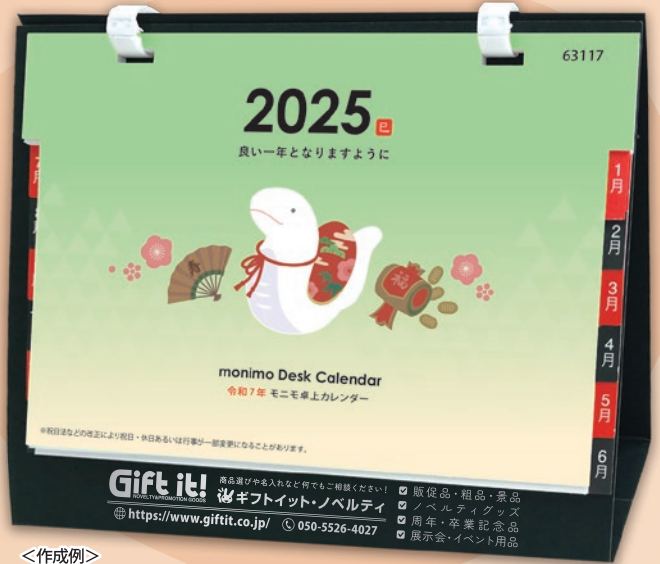 63117
2025 巳
良い一年となりますように
寿
福
1月
2月
3月
4月
5月
6月
7月
monimo Desk Calendar
令和7年 モニモ卓上カレンダー
※祝日法などの改正により祝日・休日あるいは行事が一部変更になることがあります。
Gift it!
NOVELTY&PROMOTION GOODS
商品選びや名入れなど何でもご相談ください!
ギフトイット・ノベルティ
https://www.giftit.co.jp/ 050-5526-4027
販促品・粗品・景品
ノベルティグッズ
周年・卒業記念品
展示会・イベント用品
<作成例>